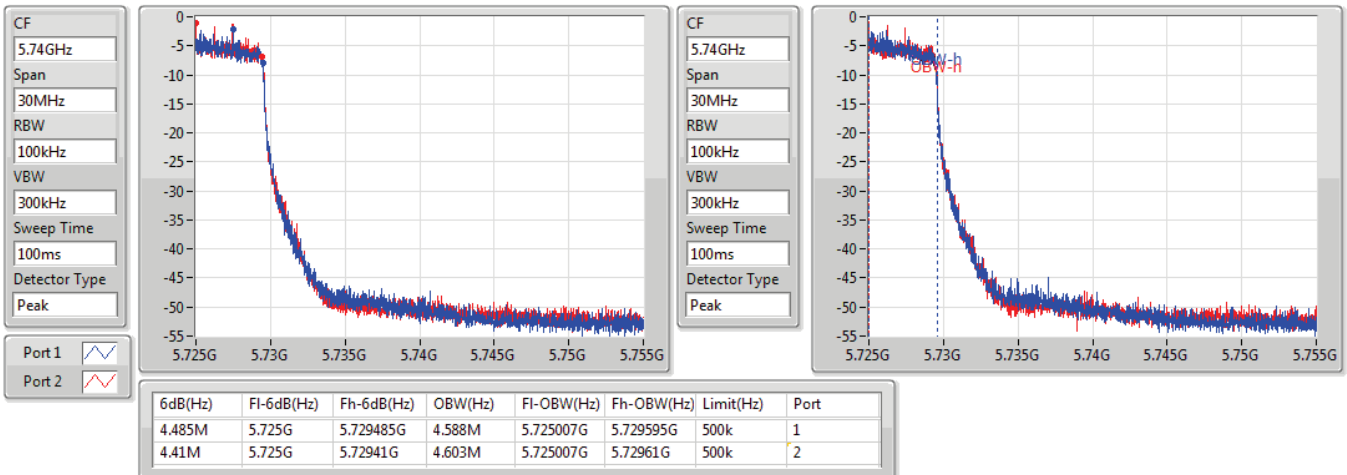 CF
5.74GHz
Span
30MHz
RBW
100kHz
VBW
300kHz
Sweep Time
100ms
Detector Type
Peak
Port 1
Port 2
0
-5
-10
-15
-20
-25
-30
-35
-40
-45
-50
-55
5.725G 5.73G 5.735G 5.74G 5.745G 5.75G 5.755G
CF
5.74GHz
Span
30MHz
RBW
100kHz
VBW
300kHz
Sweep Time
100ms
Detector Type
Peak
0
-5
-10
-15
-20
-25
-30
-35
-40
-45
-50
-55
OBW-h
OBW-h
5.725G 5.73G 5.735G 5.74G 5.745G 5.75G 5.755G
6dB(Hz) Fl-6dB(Hz) Fh-6dB(Hz) OBW(Hz) Fl-OBW(Hz) Fh-OBW(Hz) Limit(Hz) Port
4.485M 5.725G 5.729485G 4.588M 5.725007G 5.729595G 500k 1
4.41M 5.725G 5.72941G 4.603M 5.725007G 5.72961G 500k 2